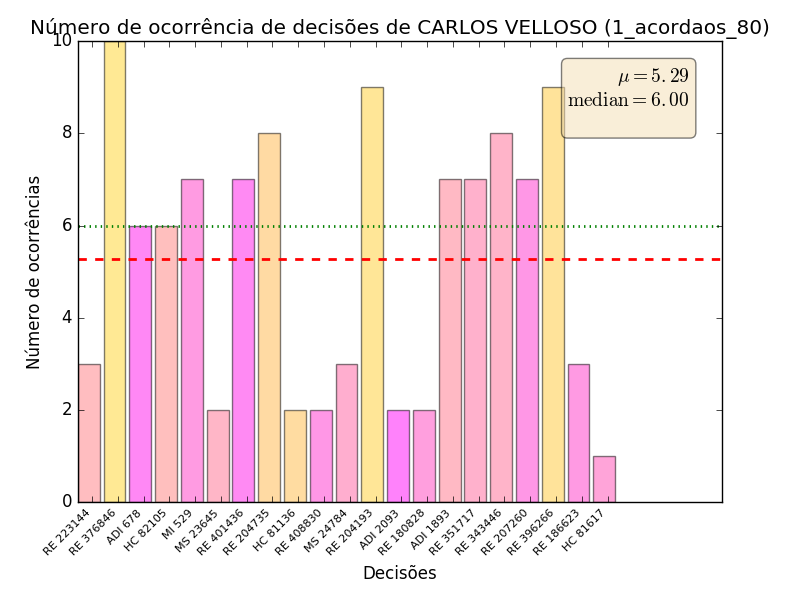 Número de ocorrência de decisões de CARLOS VELLOSO (1_acordaos_80)
μ = 5.29
median = 6.00
10
8
6
4
2
0
Número de ocorrências
RE 223144
RE 376846
ADI 678
HC 82105
MI 529
MS 23645
RE 401436
RE 204735
HC 81136
RE 408830
MS 24784
RE 204193
ADI 2093
RE 180828
ADI 1893
RE 351717
RE 343446
RE 207260
RE 396266
RE 186623
HC 81617
Decisões